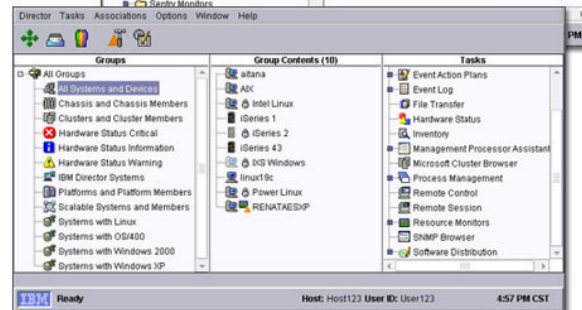 Sentry Monitors
Director Tasks Associations Options Window Help
PM
Groups
All Groups
All Systems and Devices
Chassis and Chassis Members
Clusters and Cluster Members
Hardware Status Critical
Hardware Status Information
Hardware Status Warning
IBM Director Systems
Platforms and Platform Members
Scalable Systems and Members
Systems with Linux
Systems with OS/400
Systems with Windows 2000
Systems with Windows XP
Group Contents (10)
aitana
AIX
Intel Linux
iSeries 1
iSeries 2
iSeries 43
IXS Windows
linux19c
Power Linux
RENATAESXP
Tasks
Event Action Plans
Event Log
File Transfer
Hardware Status
Inventory
Management Processor Assistant
Microsoft Cluster Browser
Process Management
Remote Control
Remote Session
Resource Monitors
SNMP Browser
Software Distribution
IBM Ready Host: Host123 User ID: User123 4:57 PM CST